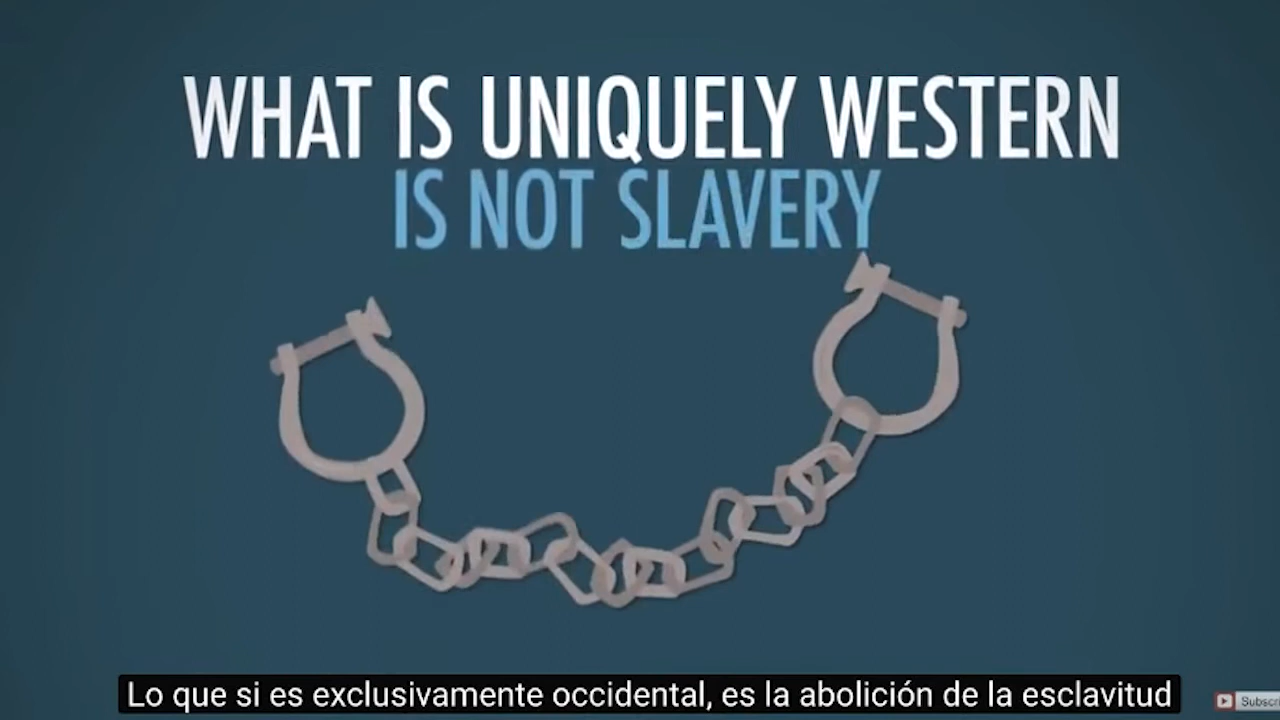 WHAT IS UNIQUELY WESTERN
IS NOT SLAVERY
Lo que si es exclusivamente occidental, es la abolición de la esclavitud